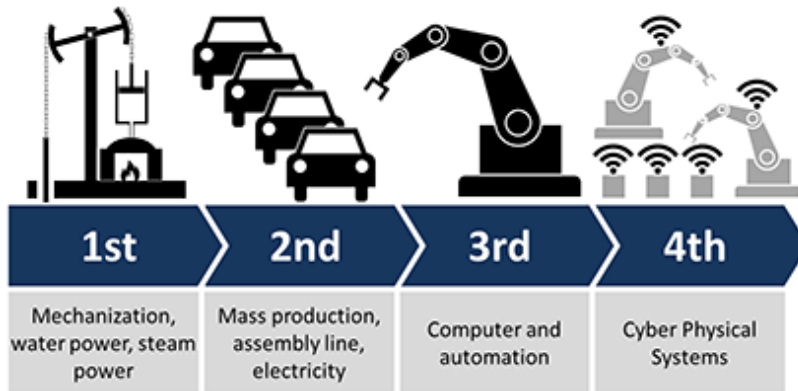 1st
2nd
3rd
4th
Mechanization,
water power, steam
power
Mass production,
assembly line,
electricity
Computer and
automation
Cyber Physical
Systems